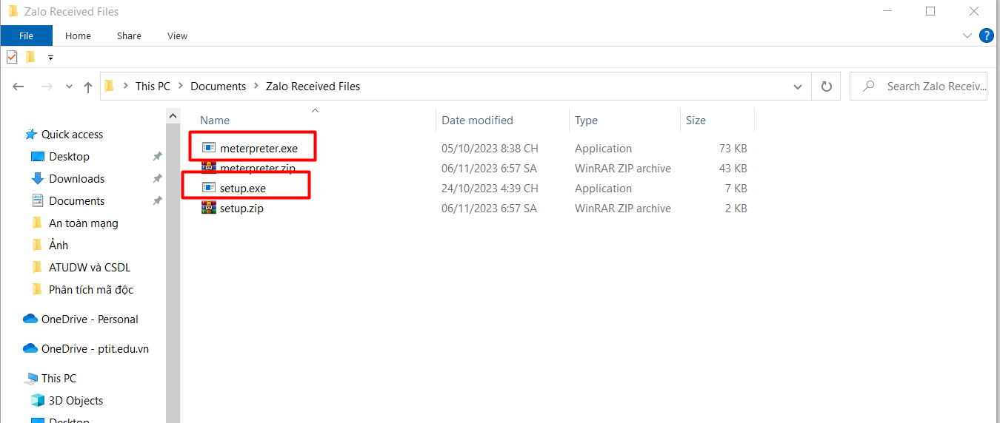 Zalo Received Files
File Home Share View
This PC Documents Zalo Received Files Search Zalo Receiv...
Name Date modified Type Size
Quick access
Desktop
Downloads
Documents
An toàn mạng
Ảnh
ATUDW và CSDL
Phân tích mã độc
OneDrive - Personal
OneDrive - ptit.edu.vn
This PC
3D Objects
Desktop
meterpreter.exe 05/10/2023 8:38 CH Application 73 KB
meterpreter.zip 06/11/2023 6:57 SA WinRAR ZIP archive 43 KB
setup.exe 24/10/2023 4:39 CH Application 7 KB
setup.zip 06/11/2023 6:57 SA WinRAR ZIP archive 2 KB